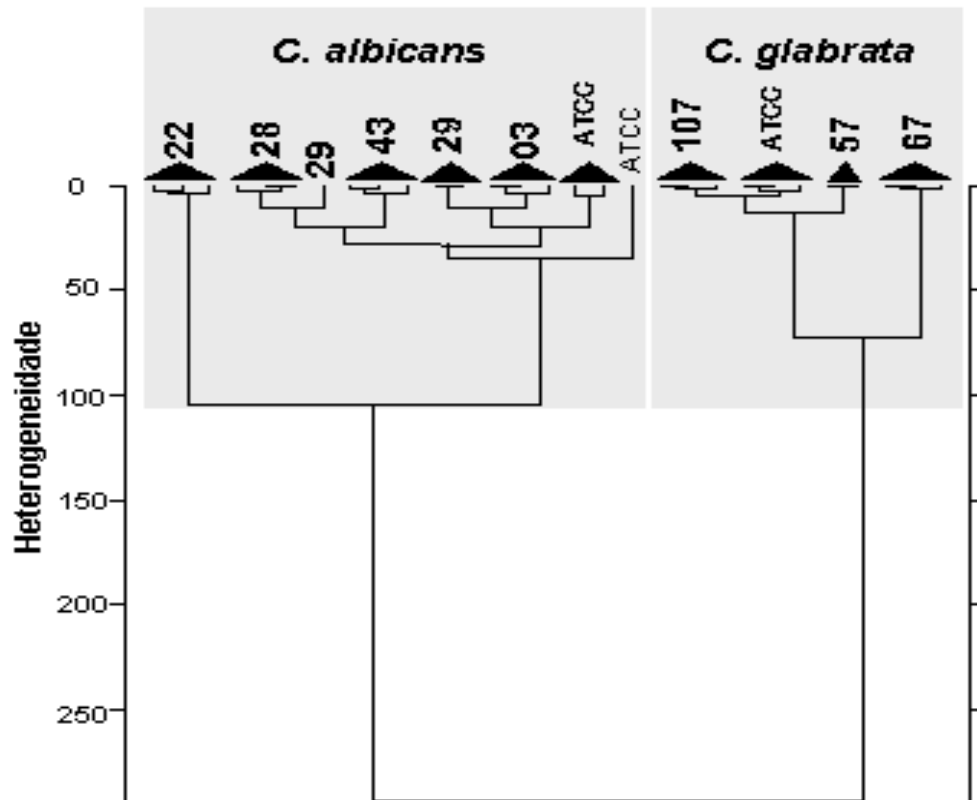 C. albicans
C. glabrata
22
28
29
43
29
03
ATCC
ATCC
107
ATCC
57
67
0
50
100
150
200
250
Heterogeneidade